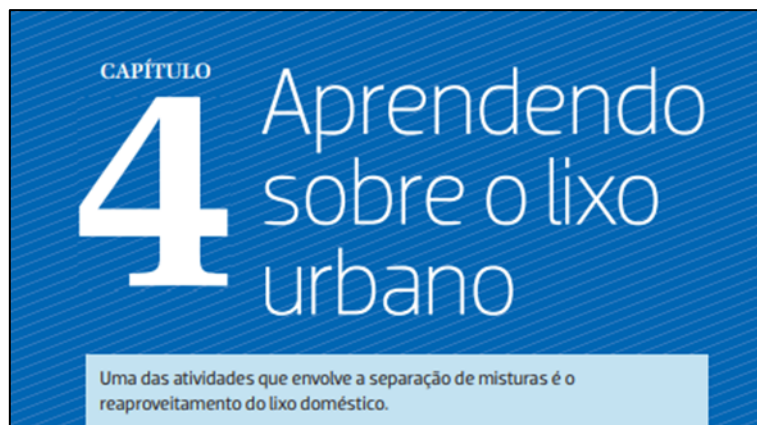 CAPÍTULO
4
Aprendendo
sobre o lixo
urbano
Uma das atividades que envolve a separação de misturas é o
reaproveitamento do lixo doméstico.